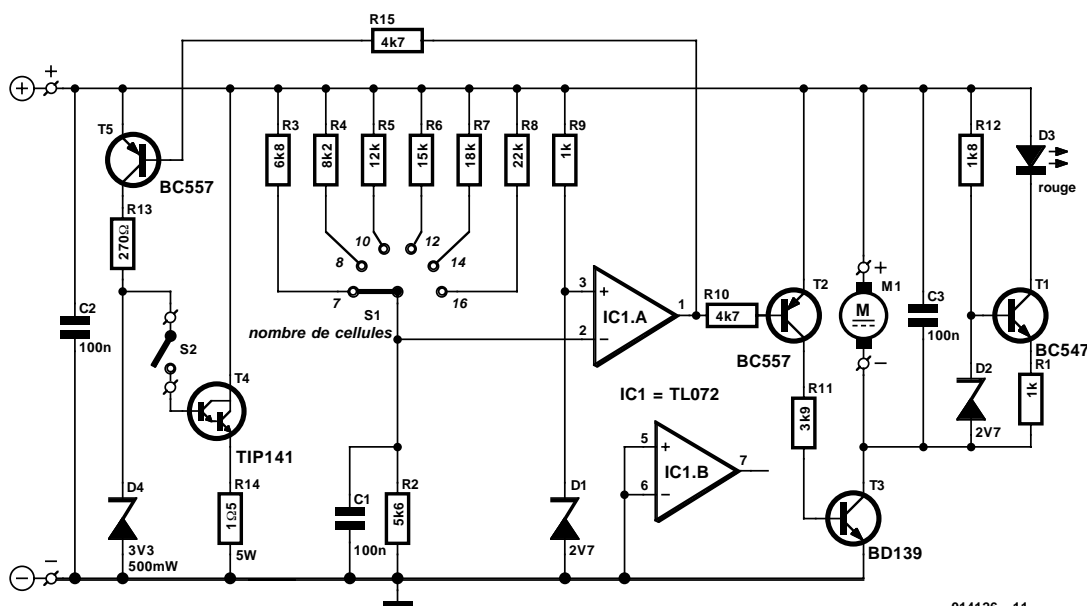 R15
4k7
+
+
T5
BC557
R13
270Ω
C2
100n
S2
T4
TIP141
R14
1Ω5
5W
D4
3V3
500mW
R3
6k8
R4
8k2
R5
12k
R6
15k
R7
18k
R8
22k
R9
1k
7
8
10
12
14
16
S1
nombre de cellules
C1
100n
R2
5k6
D1
2V7
3
+
2
−
IC1.A
1
R10
4k7
IC1 = TL072
5
+
6
−
IC1.B
7
T2
BC557
R11
3k9
T3
BD139
+
M1
M
−
C3
100n
R12
1k8
D3
rouge
T1
BC547
R1
1k
D2
2V7
−
−
014126 - 11